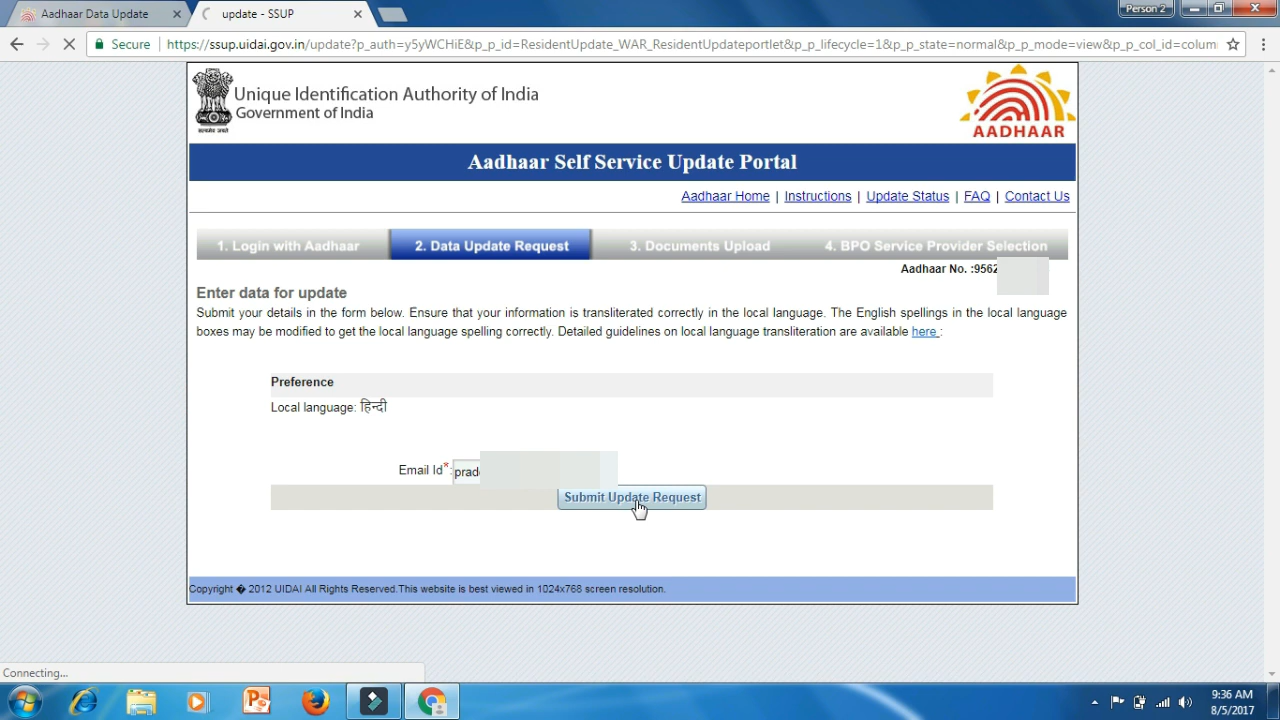 Aadhaar Data Update
update - SSUP
Person 2
Secure
https://ssup.uidai.gov.in/update?p_auth=y5yWCHiE&p_p_id=ResidentUpdate_WAR_ResidentUpdateportlet&p_p_lifecycle=1&p_p_state=normal&p_p_mode=view&p_p_col_id=colum
Unique Identification Authority of India
Government of India
सत्यमेव जयते
AADHAAR
Aadhaar Self Service Update Portal
Aadhaar Home | Instructions | Update Status | FAQ | Contact Us
1. Login with Aadhaar 2. Data Update Request 3. Documents Upload 4. BPO Service Provider Selection
Aadhaar No. :9562
Enter data for update
Submit your details in the form below. Ensure that your information is transliterated correctly in the local language. The English spellings in the local language
boxes may be modified to get the local language spelling correctly. Detailed guidelines on local language transliteration are available here :
Preference
Local language: हिन्दी
Email Id*: prad
Submit Update Request
Copyright � 2012 UIDAI All Rights Reserved.This website is best viewed in 1024x768 screen resolution.
Connecting...
9:36 AM
8/5/2017